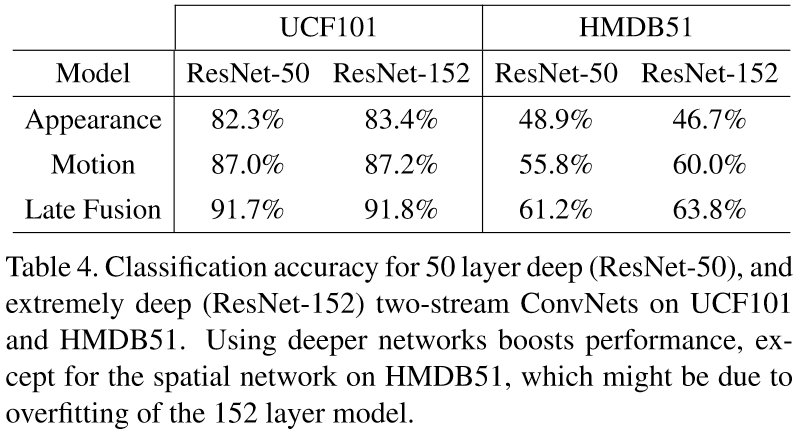 UCF101 HMDB51
Model ResNet-50 ResNet-152 ResNet-50 ResNet-152
Appearance 82.3% 83.4% 48.9% 46.7%
Motion 87.0% 87.2% 55.8% 60.0%
Late Fusion 91.7% 91.8% 61.2% 63.8%
Table 4. Classification accuracy for 50 layer deep (ResNet-50), and
extremely deep (ResNet-152) two-stream ConvNets on UCF101
and HMDB51. Using deeper networks boosts performance, ex-
cept for the spatial network on HMDB51, which might be due to
overfitting of the 152 layer model.